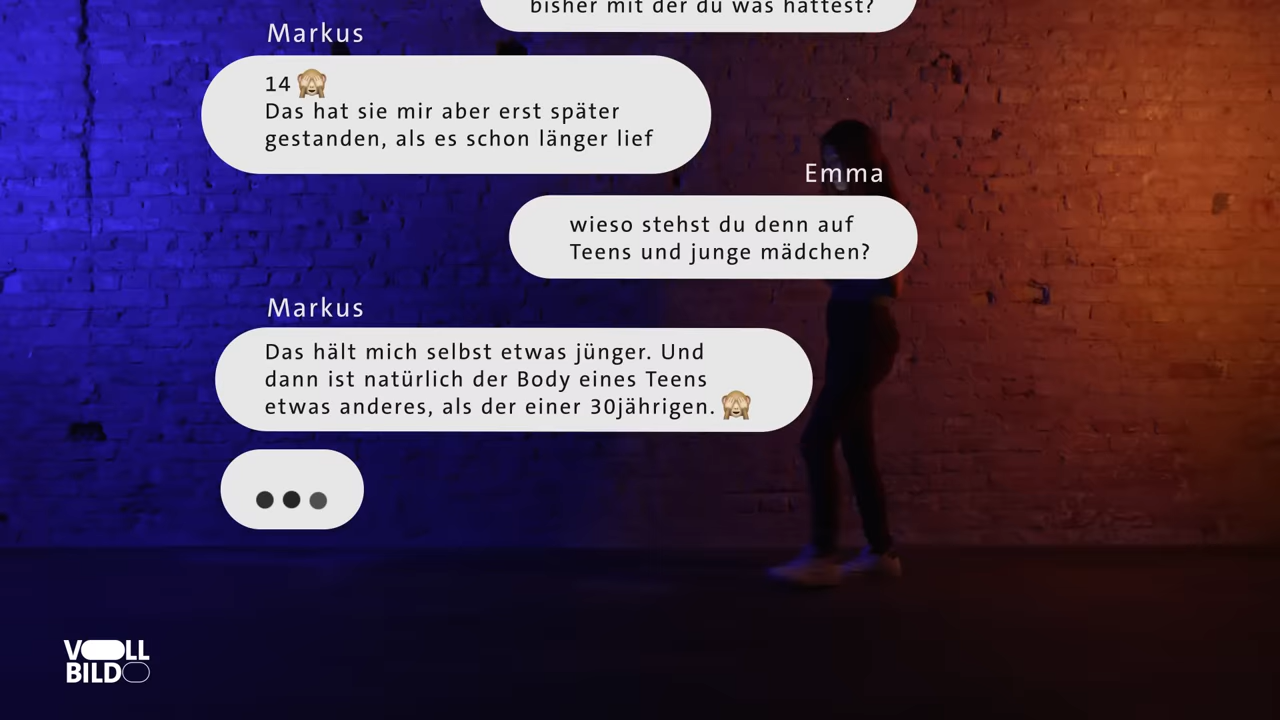 bisher mit der du was hattest?
Markus
14 🙈
Das hat sie mir aber erst später
gestanden, als es schon länger lief
Emma
wieso stehst du denn auf
Teens und junge mädchen?
Markus
Das hält mich selbst etwas jünger. Und
dann ist natürlich der Body eines Teens
etwas anderes, als der einer 30jährigen. 🙈
VOLL
BILD